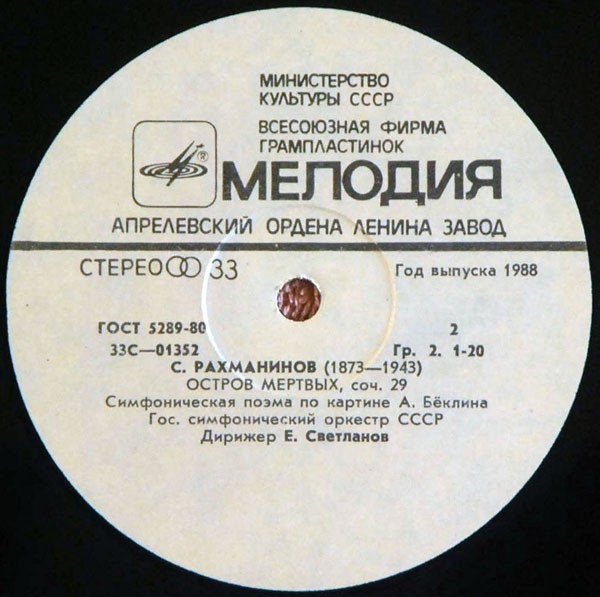 МИНИСТЕРСТВО
КУЛЬТУРЫ СССР
ВСЕСОЮЗНАЯ ФИРМА
ГРАМПЛАСТИНОК
®
МЕЛОДИЯ
АПРЕЛЕВСКИЙ ОРДЕНА ЛЕНИНА ЗАВОД
СТЕРЕО 33 Год выпуска 1988
ГОСТ 5289-80 2
33С—01352 Гр. 2. 1-20
С. РАХМАНИНОВ (1873—1943)
ОСТРОВ МЕРТВЫХ, соч. 29
Симфоническая поэма по картине А. Бёклина
Гос. симфонический оркестр СССР
Дирижер Е. Светланов